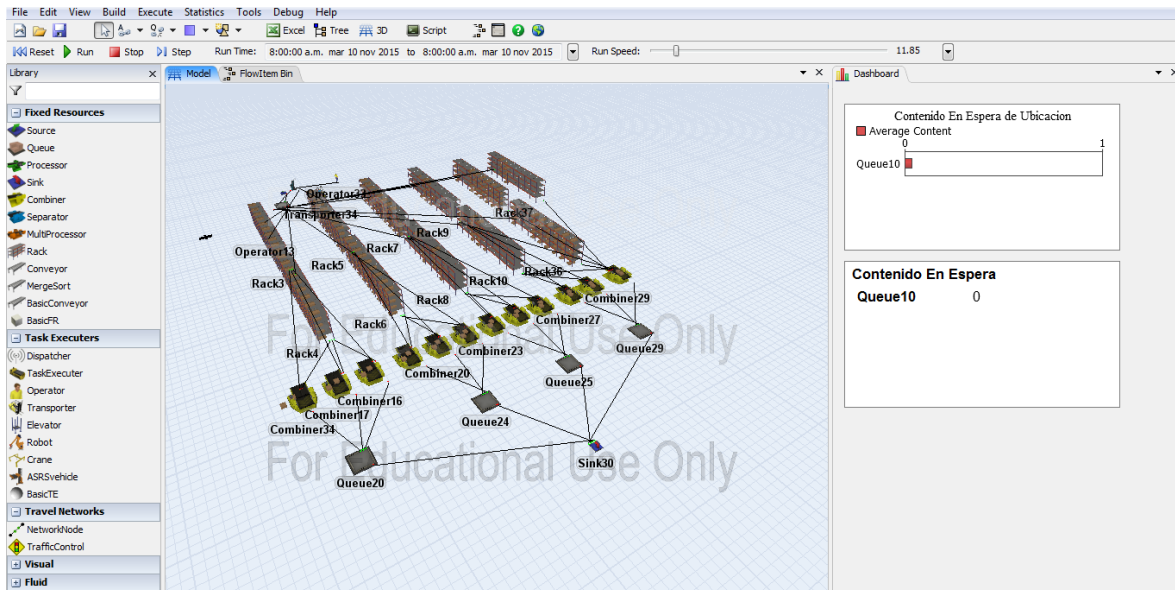 File Edit View Build Execute Statistics Tools Debug Help
Excel Tree 3D Script
Reset Run Stop Step Run Time: 8:00:00 a.m. mar 10 nov 2015 to 8:00:00 a.m. mar 10 nov 2015 Run Speed: 11.85
Library
Model FlowItem Bin
Dashboard
Fixed Resources
Source
Queue
Processor
Sink
Combiner
Separator
MultiProcessor
Rack
Conveyor
MergeSort
BasicConveyor
BasicFR
Task Executers
Dispatcher
TaskExecuter
Operator
Transporter
Elevator
Robot
Crane
ASRSvehicle
BasicTE
Travel Networks
NetworkNode
TrafficControl
Visual
Fluid
Transporter34
Rack37
Operator13
Rack7
Rack9
Rack3
Rack5
Rack10
Rack36
Rack8
Combiner29
Rack6
Combiner27
For Educational Use Only
Rack4
Combiner23
Queue29
Combiner20
Queue25
Combiner16
Combiner17
Queue24
Combiner34
For Educational Use Only
Sink30
Queue20
Contenido En Espera de Ubicacion
Average Content
0 1
Queue10
Contenido En Espera
Queue10 0